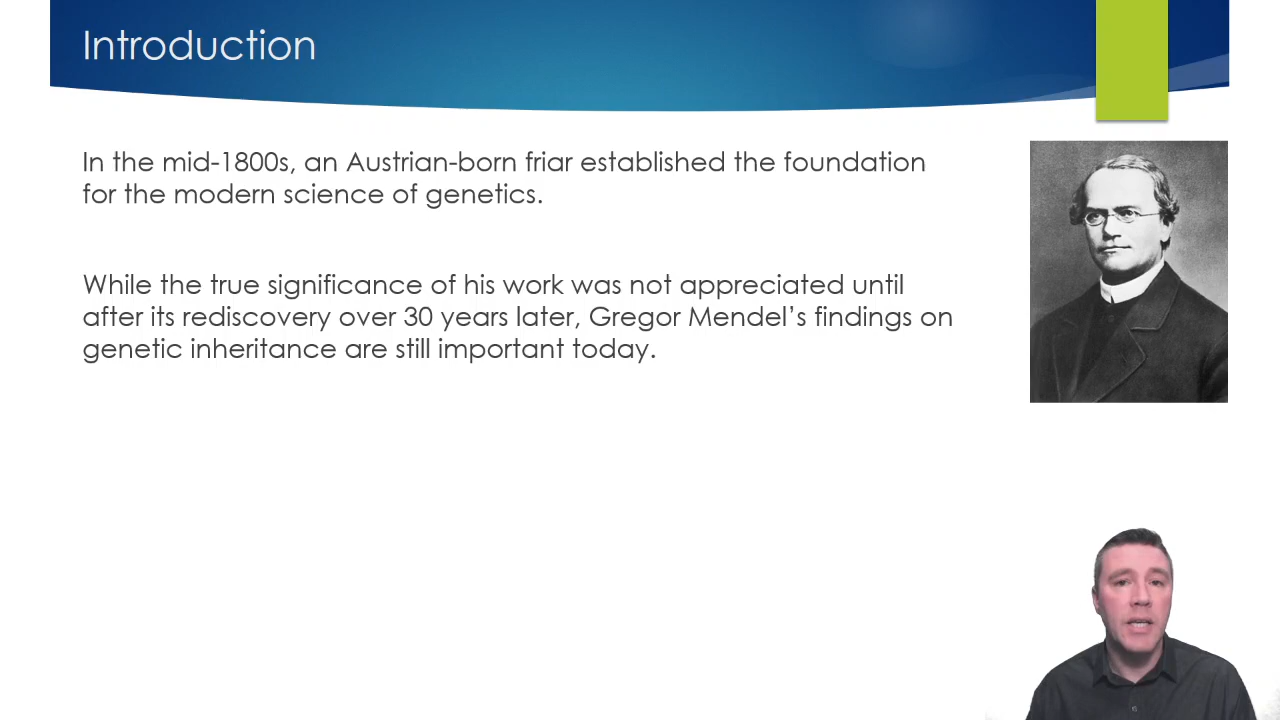 Introduction
In the mid-1800s, an Austrian-born friar established the foundation
for the modern science of genetics.
While the true significance of his work was not appreciated until
after its rediscovery over 30 years later, Gregor Mendel’s findings on
genetic inheritance are still important today.